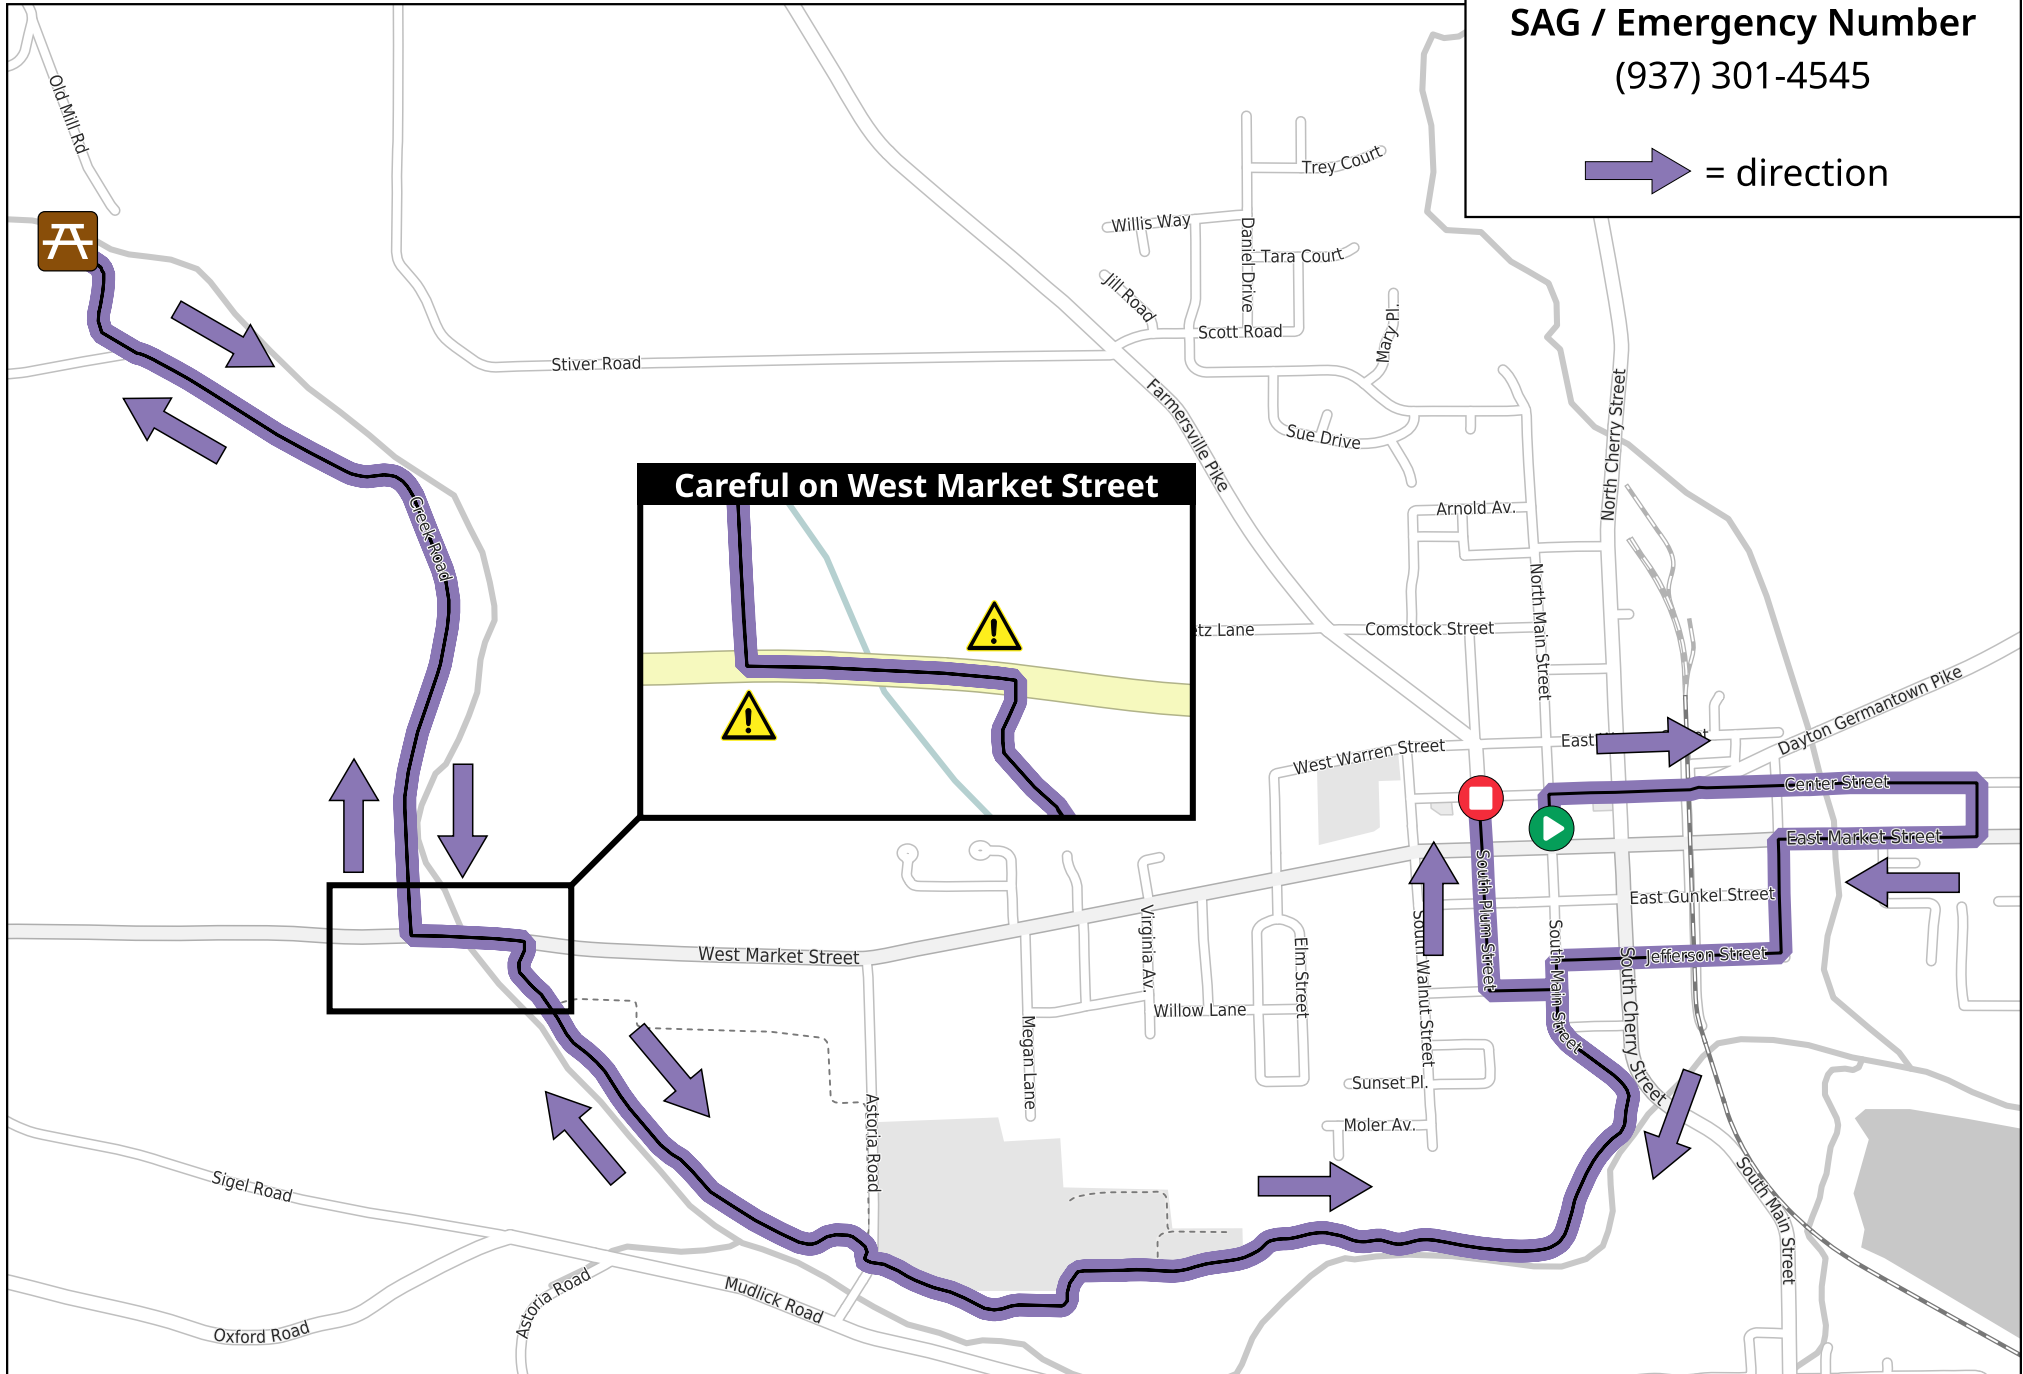 SAG / Emergency Number
(937) 301-4545
= direction
Old Mill Rd
Trey Court
Willis Way
Daniel Drive
Tara Court
Jill Road
Scott Road
Mary Pl.
Stiver Road
Farmersville Pike
North Cherry Street
Sue Drive
Careful on West Market Street
Arnold Av.
Creek Road
North Main Street
etz Lane
Comstock Street
Dayton Germantown Pike
West Warren Street
East
Center Street
East Market Street
South Plum Street
East Gunkel Street
West Market Street
Virginia Av.
Elm Street
South Walnut Street
South Main Street
South Cherry Street
Jefferson Street
Willow Lane
Megan Lane
Sunset Pl.
Astoria Road
Moler Av.
Sigel Road
South Main Street
Astoria Road
Mudlick Road
Oxford Road